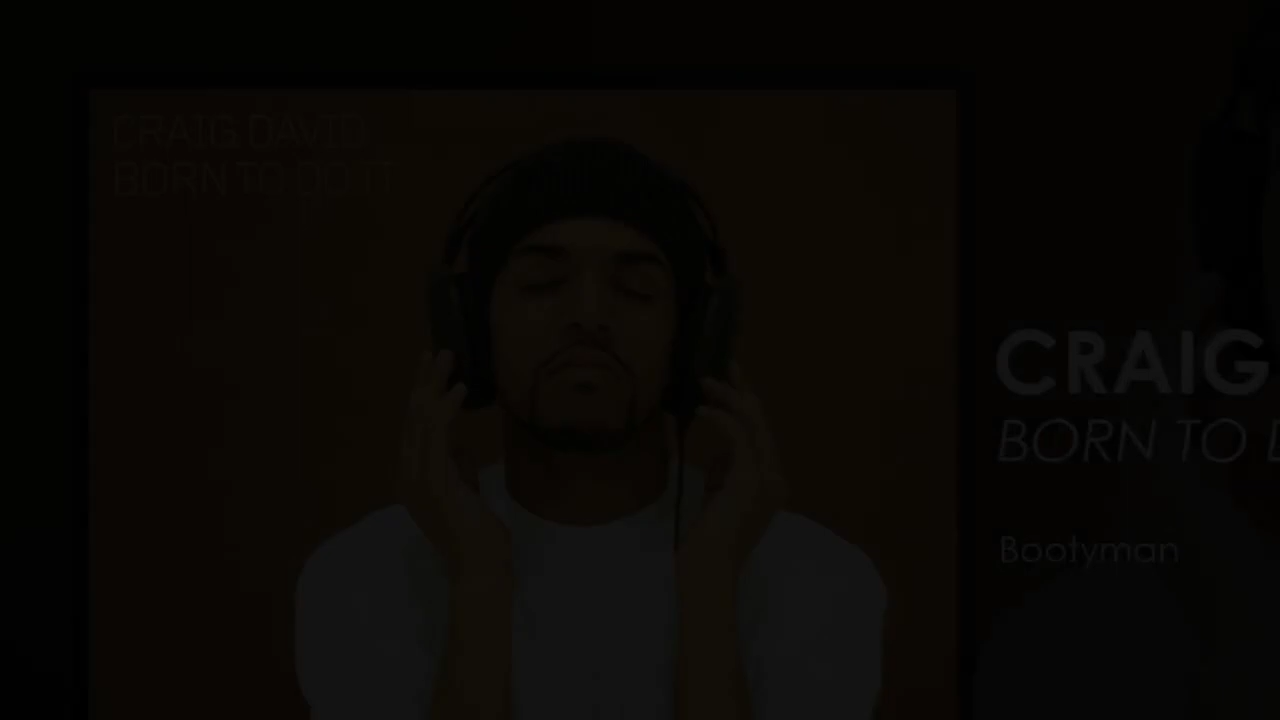 CRAIG DAVID
BORN TO DO IT
CRAIG
BORN TO
Bootyman